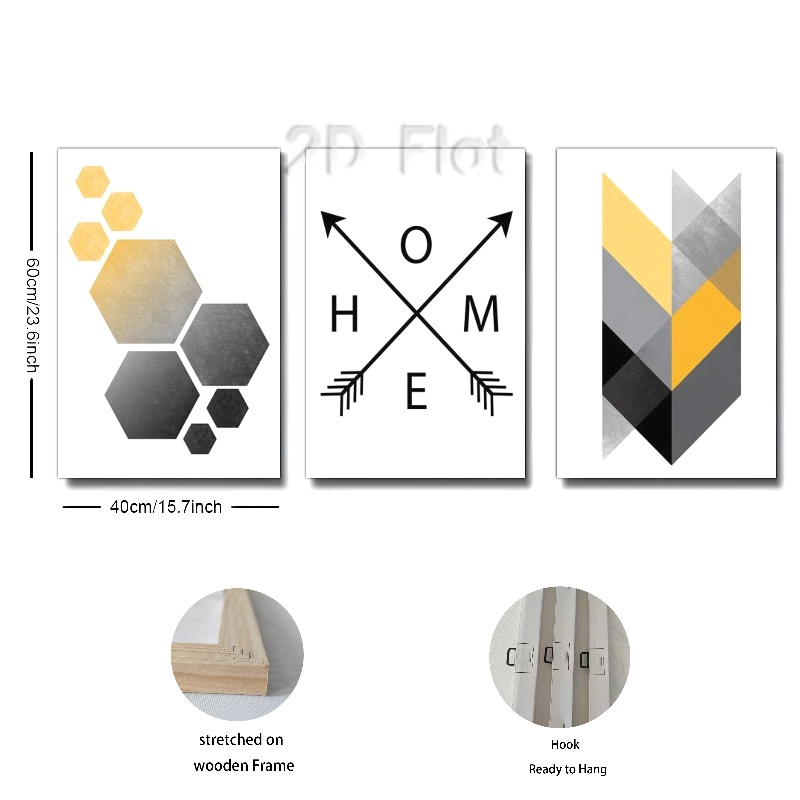 2D Flat
60cm/23.6inch
O
H M
E
40cm/15.7inch
stretched on
wooden Frame
Hook
Ready to Hang